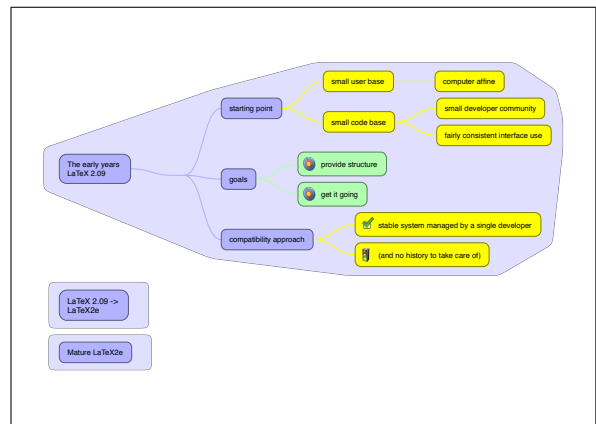 The early years
LaTeX 2.09
starting point
small user base
computer affine
small code base
small developer community
fairly consistent interface use
goals
provide structure
get it going
compatibility approach
stable system managed by a single developer
(and no history to take care of)
LaTeX 2.09 ->
LaTeX2e
Mature LaTeX2e